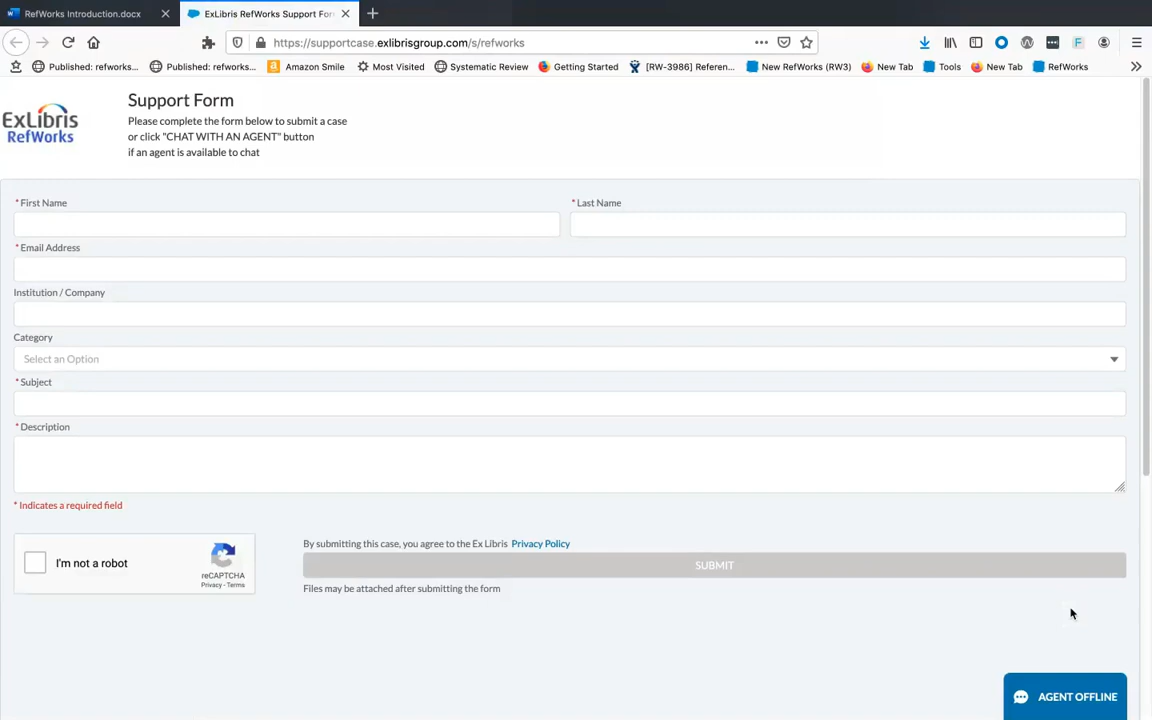 RefWorks Introduction.docx
ExLibris RefWorks Support For
https://supportcase.exlibrisgroup.com/s/refworks
Published: refworks...
Published: refworks...
Amazon Smile
Most Visited
Systematic Review
Getting Started
[RW-3986] Referen...
New RefWorks (RW3)
New Tab
Tools
New Tab
RefWorks
ExLibris
RefWorks
Support Form
Please complete the form below to submit a case
or click "CHAT WITH AN AGENT" button
if an agent is available to chat
* First Name
* Last Name
* Email Address
Institution / Company
Category
Select an Option
* Subject
* Description
* Indicates a required field
I'm not a robot
reCAPTCHA
Privacy - Terms
By submitting this case, you agree to the Ex Libris Privacy Policy
SUBMIT
Files may be attached after submitting the form
AGENT OFFLINE